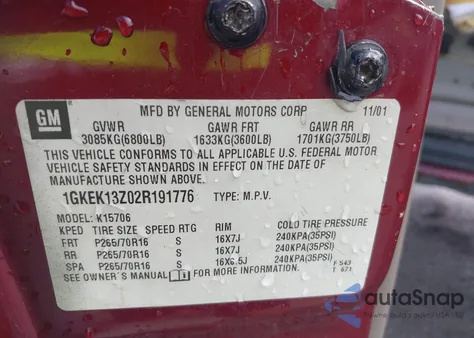 GM
MFD BY GENERAL MOTORS CORP 11/01
GVWR GAWR FRT GAWR RR
3085KG(6800LB) 1633KG(3600LB) 1701KG(3750LB)
THIS VEHICLE CONFORMS TO ALL APPLICABLE U.S. FEDERAL MOTOR
VEHICLE SAFETY STANDARDS IN EFFECT ON THE DATE OF
MANUFACTURE SHOWN ABOVE.
1GKEK13Z02R191776 TYPE: M.P.V.
MODEL: K15706
KPED TIRE SIZE SPEED RTG RIM COLD TIRE PRESSURE
FRT P265/70R16 S 16X7J 240KPA(35PSI)
RR P265/70R16 S 16X7J 240KPA(35PSI)
SPA P265/70R16 S 16X6.5J 240KPA(35PSI)
SEE OWNER'S MANUAL FOR MORE INFORMATION.
F 543
T 671
autoSnap